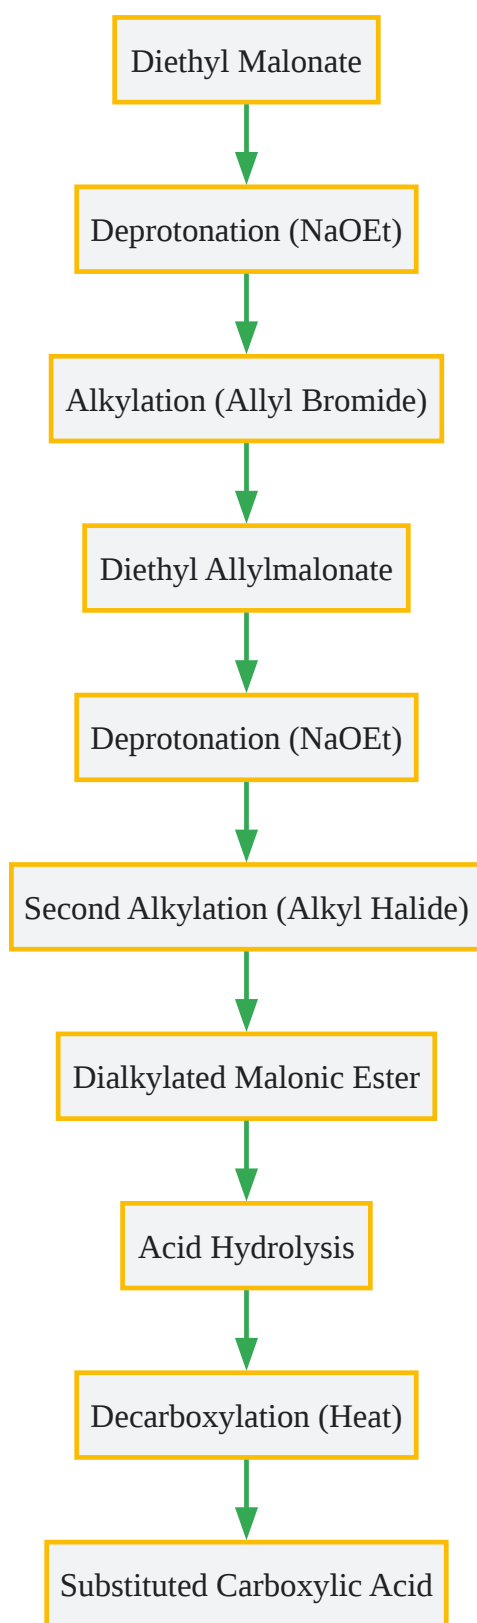 Diethyl Malonate
Deprotonation (NaOEt)
Alkylation (Allyl Bromide)
Diethyl Allylmalonate
Deprotonation (NaOEt)
Second Alkylation (Alkyl Halide)
Dialkylated Malonic Ester
Acid Hydrolysis
Decarboxylation (Heat)
Substituted Carboxylic Acid